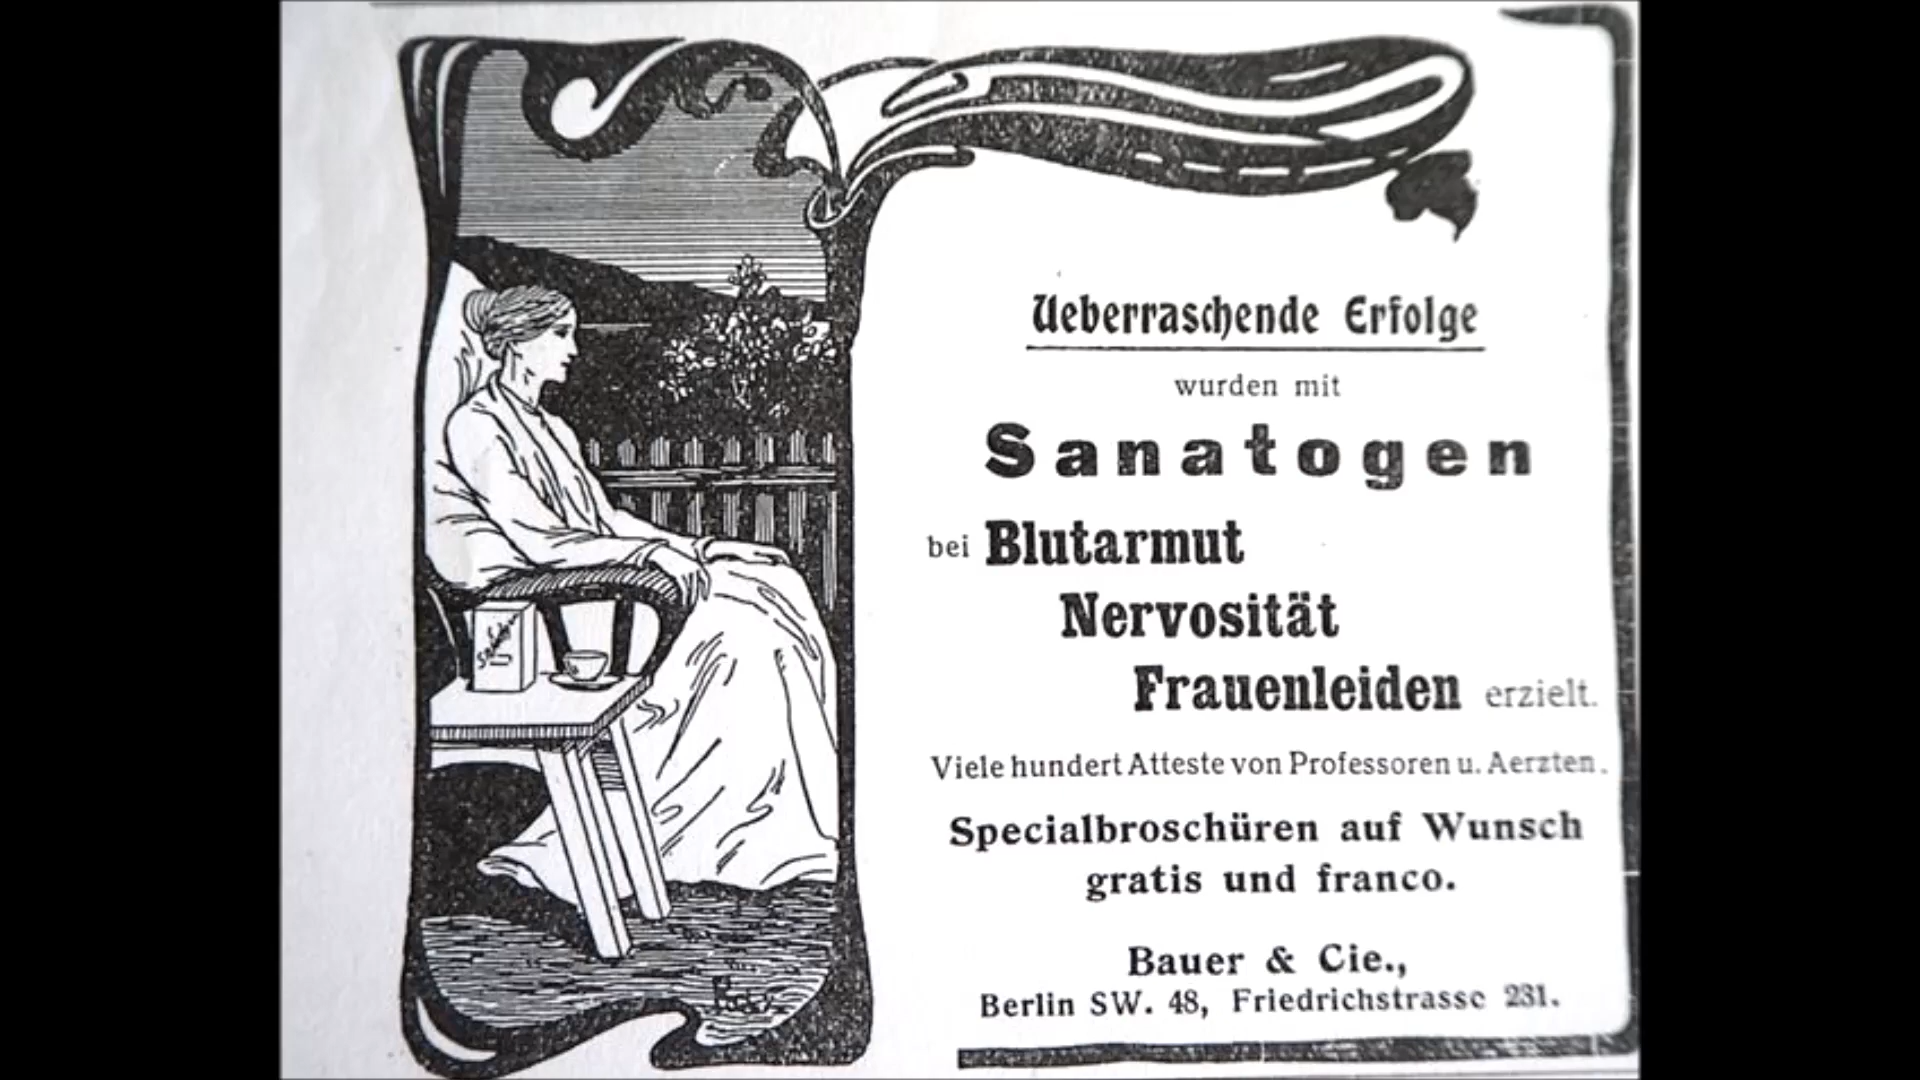 Ueberraschende Erfolge
wurden mit
Sanatogen
bei Blutarmut
Nervosität
Frauenleiden erzielt.
Viele hundert Atteste von Professoren u. Aerzten.
Specialbroschüren auf Wunsch
gratis und franco.
Bauer & Cie.,
Berlin SW. 48, Friedrichstrasse 231.
Sanatogen